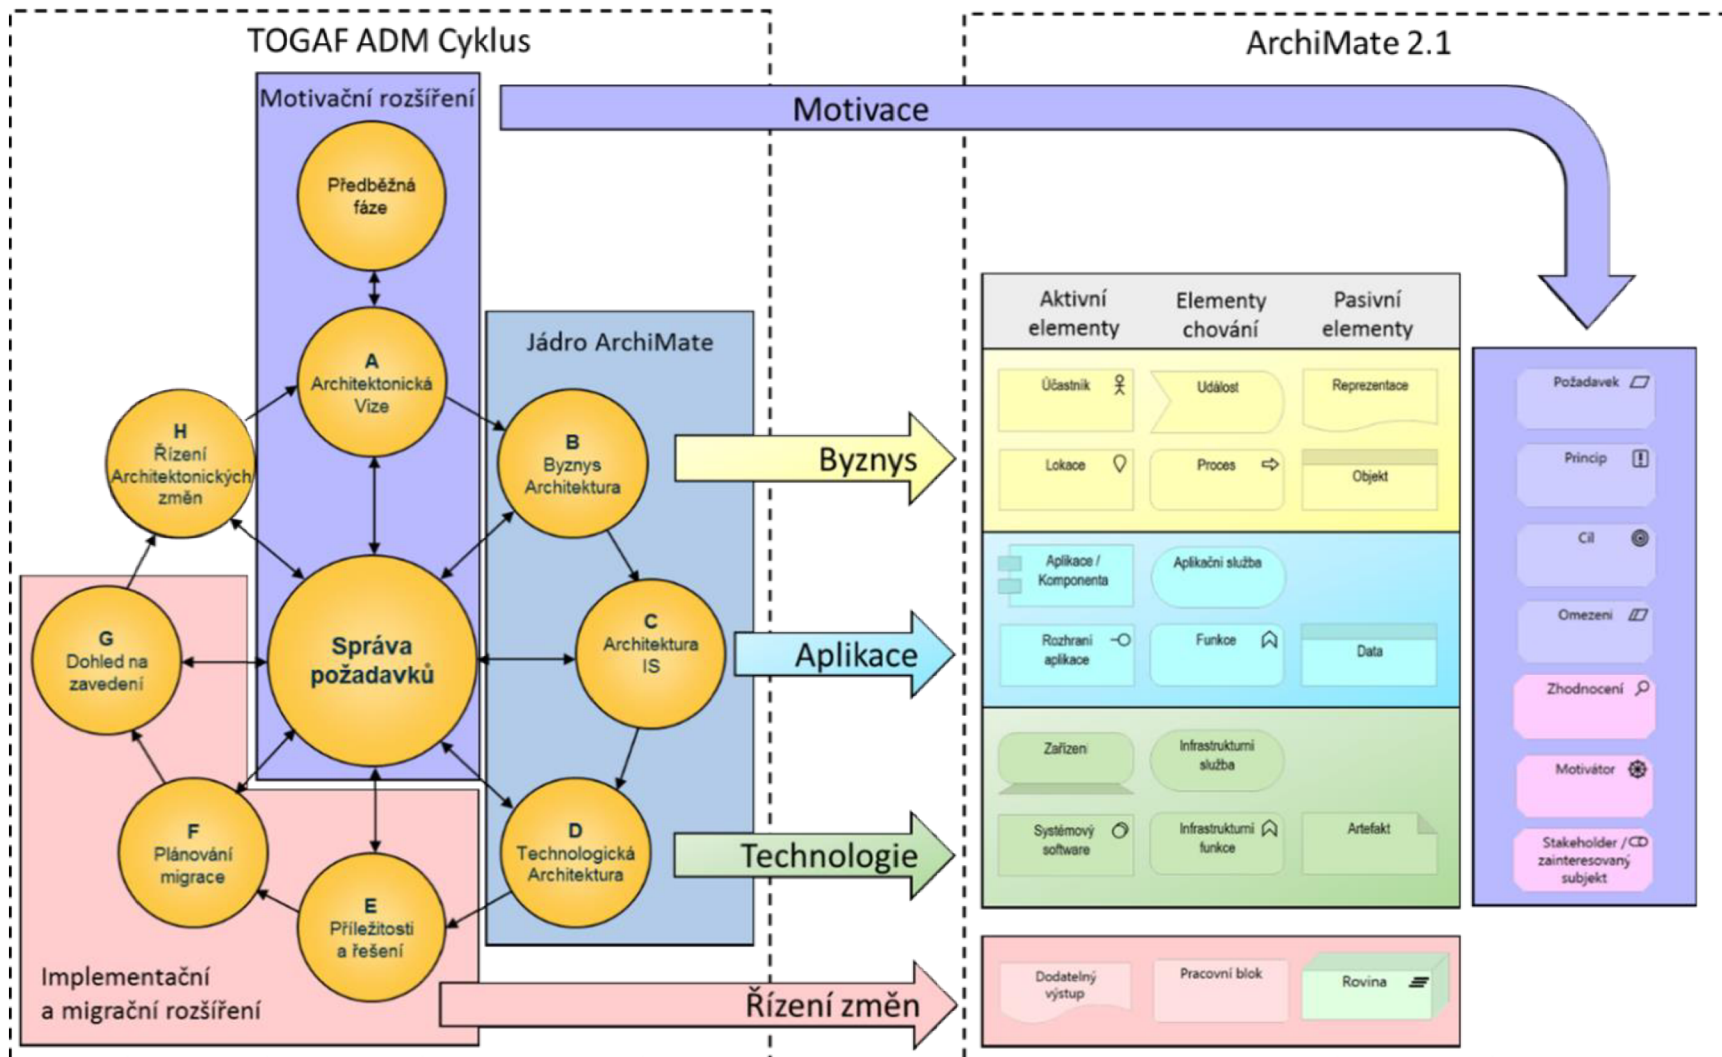 TOGAF ADM Cyklus
Motivační rozšíření
Předběžná
fáze
A
Architektonická
Vize
Jádro ArchiMate
H
Řízení
Architektonických
změn
B
Byznys
Architektura
Správa
požadavků
G
Dohled na
zavedení
C
Architektura
IS
F
Plánování
migrace
D
Technologická
Architektura
E
Příležitosti
a řešení
Implementační
a migrační rozšíření
Motivace
Byznys
Aplikace
Technologie
Řízení změn
ArchiMate 2.1
Aktivní
elementy
Elementy
chování
Pasivní
elementy
Účastník
Událost
Reprezentace
Lokace
Proces
Objekt
Aplikace /
Komponenta
Aplikační služba
Rozhraní
aplikace
Funkce
Data
Zařízení
Infrastrukturní
služba
Systémový
software
Infrastrukturní
funkce
Artefakt
Dodatelný
výstup
Pracovní blok
Rovina
Požadavek
Princip
Cíl
Omezení
Zhodnocení
Motivátor
Stakeholder /
zainteresovaný
subjekt